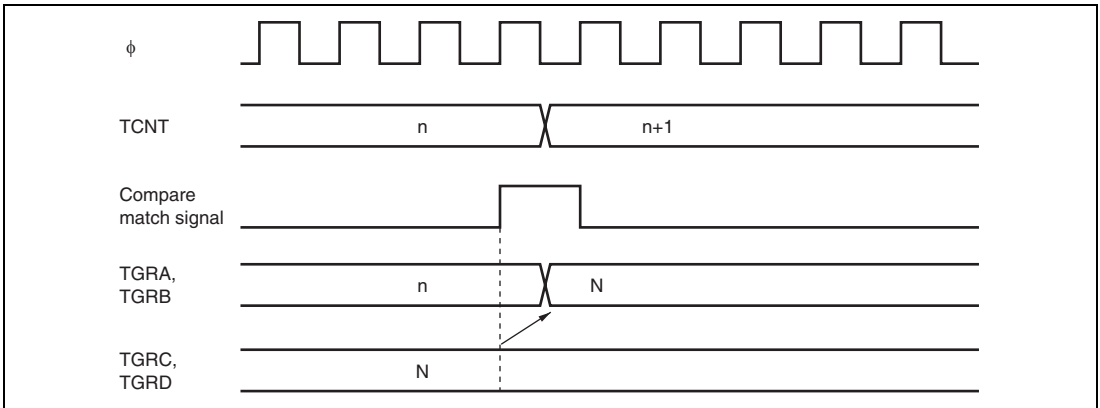 ϕ
TCNT
n
n+1
Compare
match signal
TGRA,
TGRB
n
N
TGRC,
TGRD
N